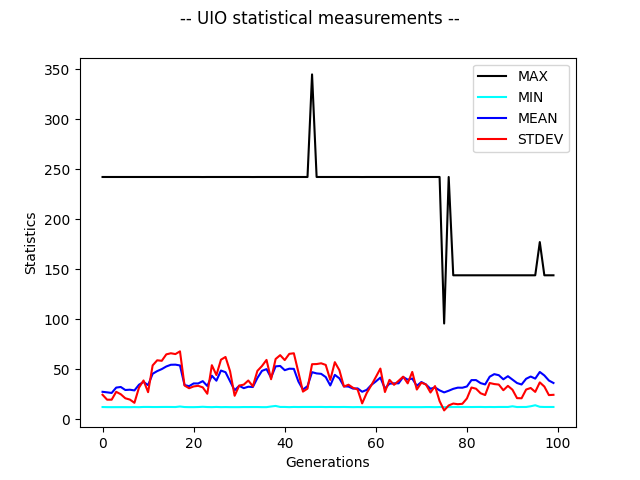 -- UIO statistical measurements --
350
300
250
200
150
100
50
0
Statistics
MAX
MIN
MEAN
STDEV
0 20 40 60 80 100
Generations